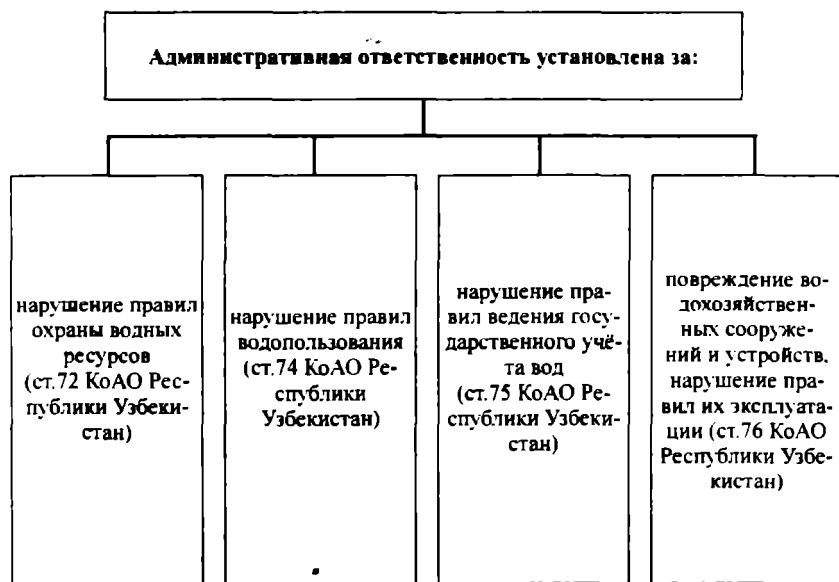 Административная ответственность установлена за:
нарушение правил
охраны водных
ресурсов
(ст.72 КоАО Рес-
публики Узбеки-
стан)
нарушение правил
водопользования
(ст.74 КоАО Ре-
спублики
Узбекистан)
нарушение пра-
вил ведения госу-
дарственного учё-
та вод
(ст.75 КоАО Ре-
спублики Узбеки-
стан)
повреждение во-
дохозяйствен-
ных сооруже-
ний и устройств,
нарушение пра-
вил их эксплуата-
ции (ст.76 КоАО
Республики Узбе-
кистан)